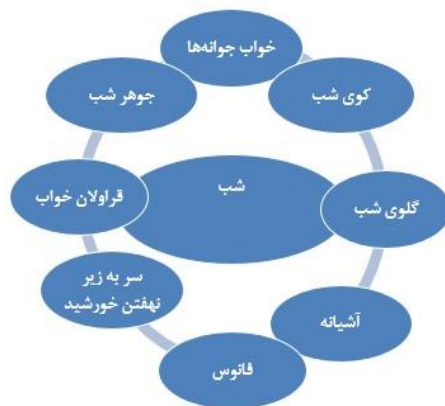 خواب جوانه‌ها
کوی شب
گلوی شب
آشیانه
فانوس
سر به زیر
نهفتن خورشید
قراولان خواب
جوهر شب
شب